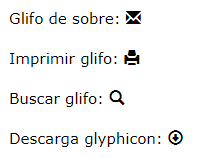 Glifo de sobre:
Imprimir glifo:
Buscar glifo:
Descarga glyphicon: